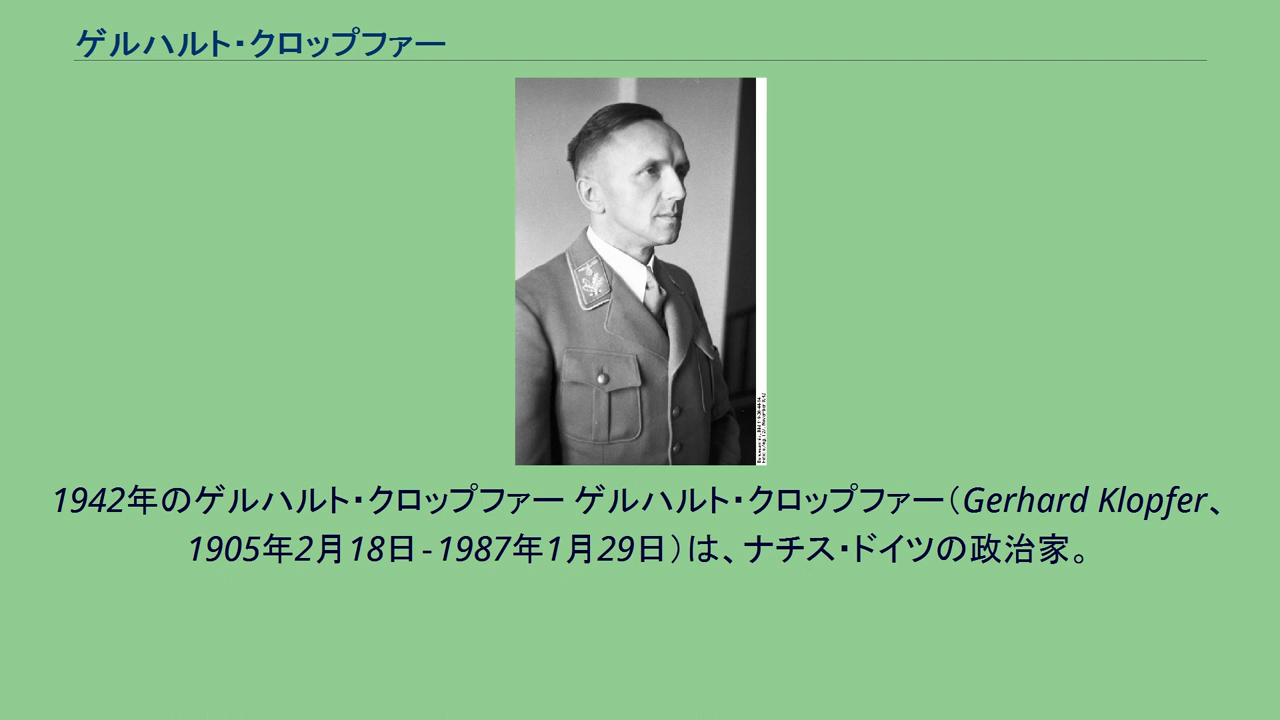 ゲルハルト・クロップファー
1942年のゲルハルト・クロップファー ゲルハルト・クロップファー（Gerhard Klopfer、
1905年2月18日 - 1987年1月29日）は、ナチス・ドイツの政治家。